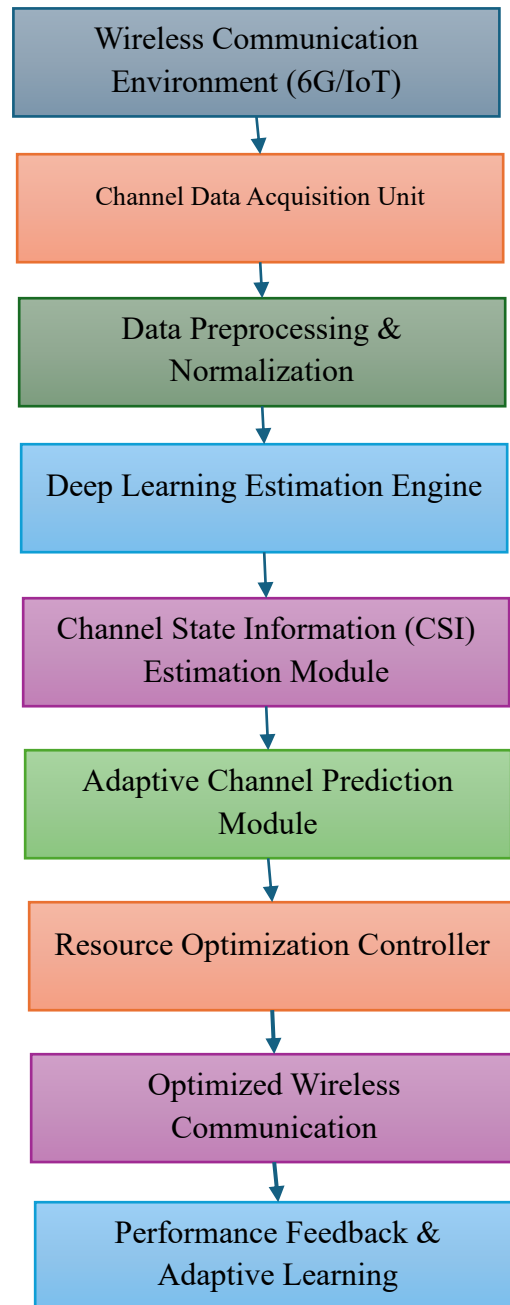 Wireless Communication
Environment (6G/IoT)
Channel Data Acquisition Unit
Data Preprocessing &
Normalization
Deep Learning Estimation Engine
Channel State Information (CSI)
Estimation Module
Adaptive Channel Prediction
Module
Resource Optimization Controller
Optimized Wireless
Communication
Performance Feedback &
Adaptive Learning